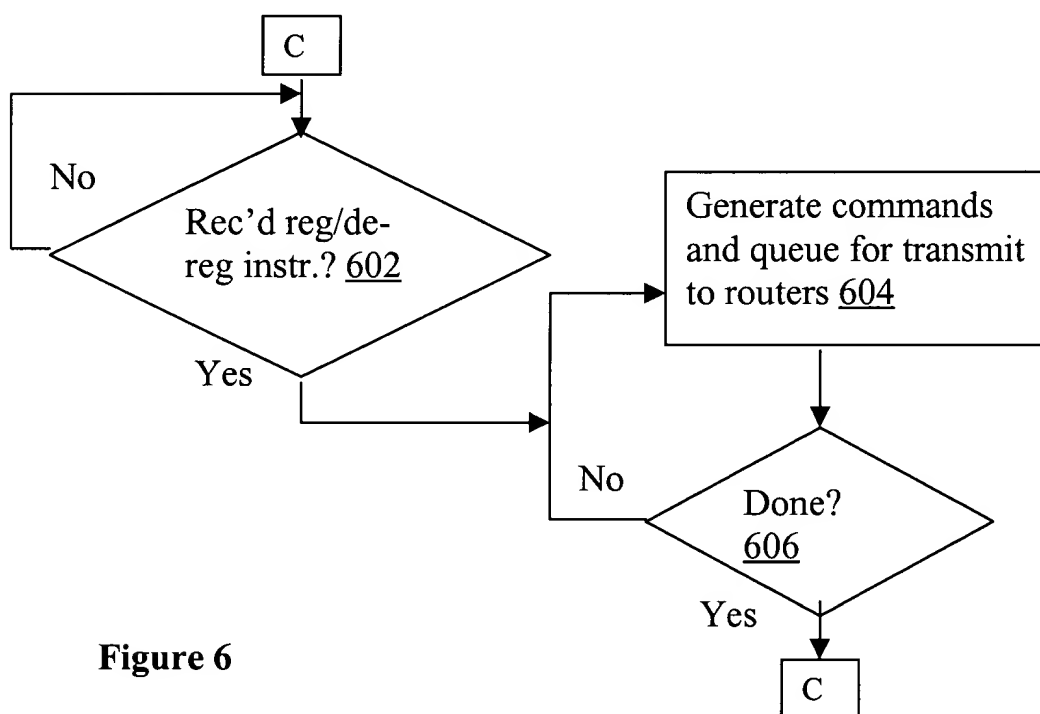 C
No
Rec'd reg/de-
reg instr.? 602
Yes
Generate commands
and queue for transmit
to routers 604
No
Done?
606
Yes
C
Figure 6